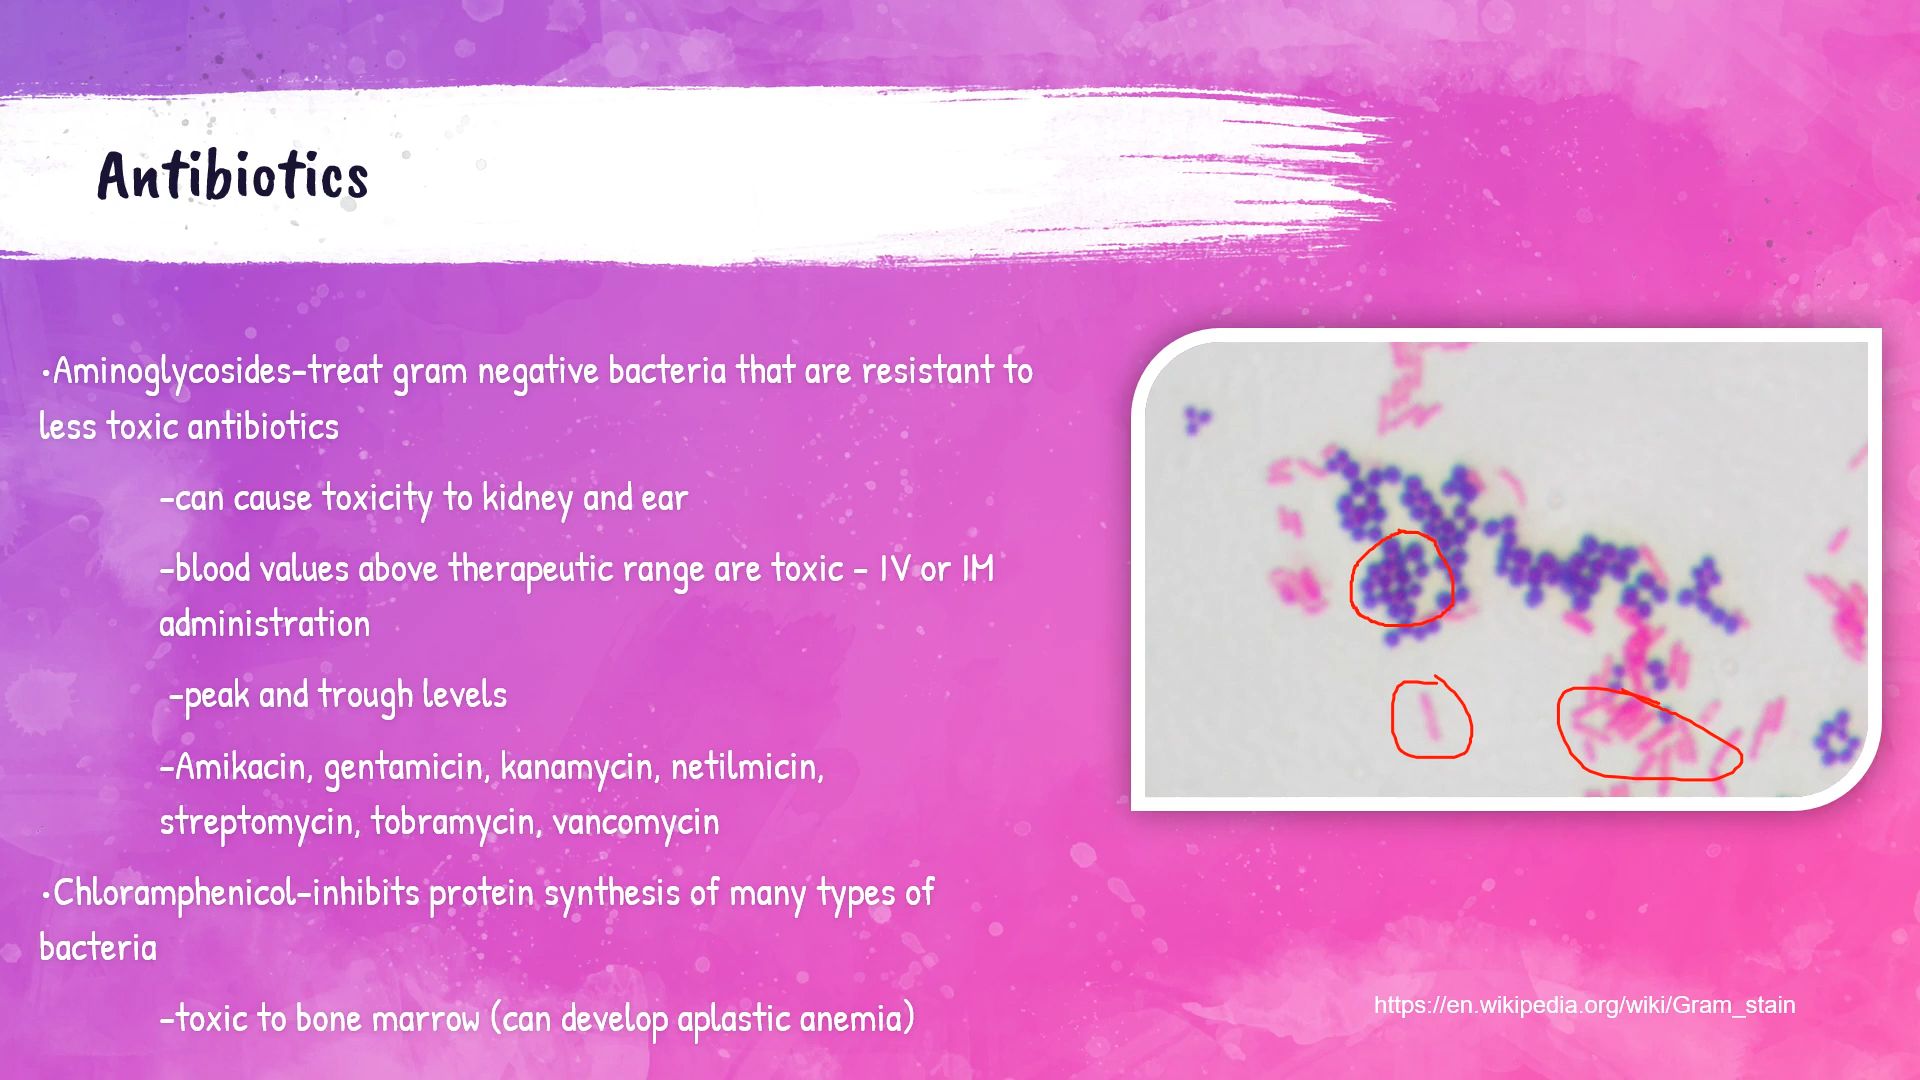 Antibiotics
•Aminoglycosides-treat gram negative bacteria that are resistant to
less toxic antibiotics
-can cause toxicity to kidney and ear
-blood values above therapeutic range are toxic - IV or IM
administration
-peak and trough levels
-Amikacin, gentamicin, kanamycin, netilmicin,
streptomycin, tobramycin, vancomycin
•Chloramphenicol-inhibits protein synthesis of many types of
bacteria
-toxic to bone marrow (can develop aplastic anemia)
https://en.wikipedia.org/wiki/Gram_stain